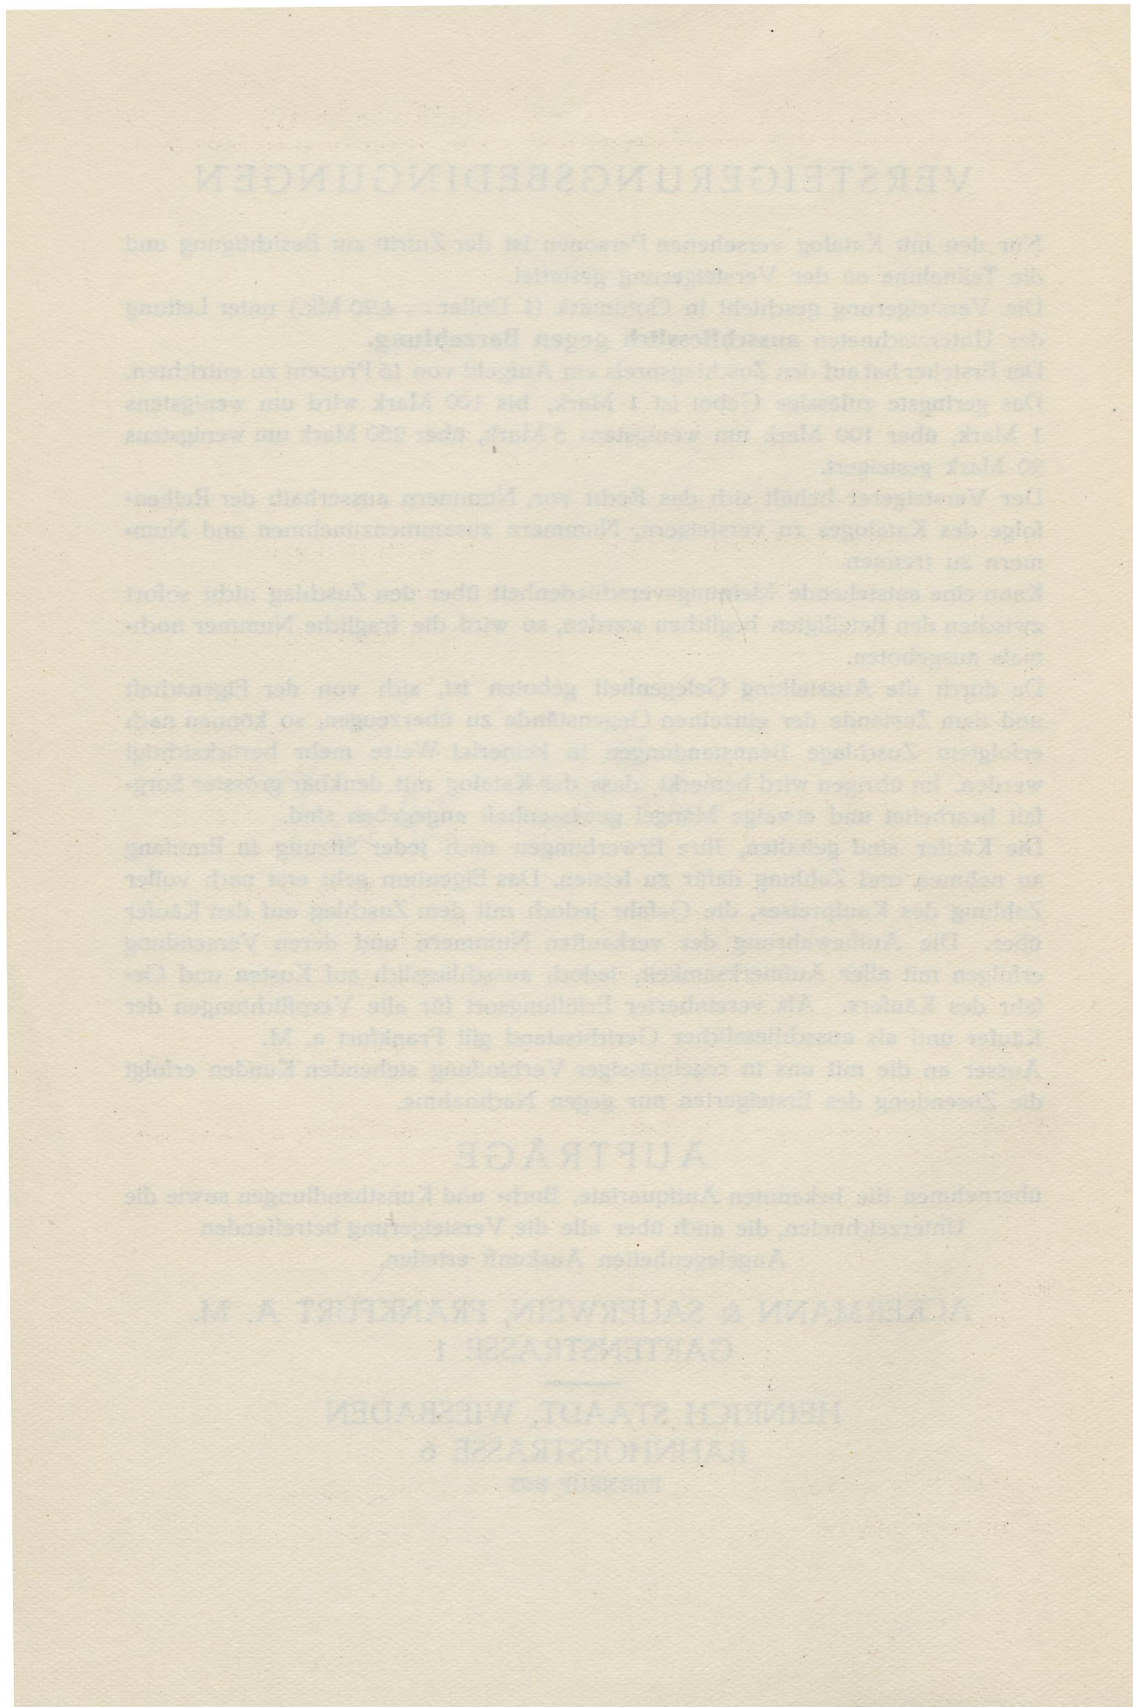 VERSTEIGERUNGSBEDINGUNGEN
Nur den mit Katalog versehenen Personen ist der Zutritt zur Besichtigung und
die Teilnahme an der Versteigerung gestattet.
Die Versteigerung geschieht in Goldmark (1 Dollar = 4.20 Mk.) unter Leitung
der Unterzeichneten ausschliesslich gegen Barzahlung.
Der Ersteher hat auf den Zuschlagspreis ein Aufgeld von 15 Prozent zu entrichten.
Das geringste zulässige Gebot ist 1 Mark, bis 100 Mark wird um wenigstens
1 Mark, über 100 Mark um wenigstens 5 Mark, über 250 Mark um wenigstens
20 Mark gesteigert.
Der Versteigerer behält sich das Recht vor, Nummern ausserhalb der Reihen-
folge des Kataloges zu versteigern, Nummern zusammenzunehmen und Num-
mern zu trennen.
Kann eine entstehende Meinungsverschiedenheit über den Zuschlag nicht sofort
zwischen den Beteiligten beglichen werden, so wird die fragliche Nummer noch-
mals ausgeboten.
Da durch die Ausstellung Gelegenheit geboten ist, sich von der Eigenschaft
und dem Zustande der einzelnen Gegenstände zu überzeugen, so können nach
erfolgtem Zuschlage Beanstandungen in keinerlei Weise mehr berücksichtigt
werden. Im übrigen wird bemerkt, dass der Katalog mit denkbar grösster Sorg-
falt bearbeitet und etwaige Mängel gewissenhaft angegeben sind.
Die Käufer sind gehalten, ihre Erwerbungen nach jeder Sitzung in Empfang
zu nehmen und Zahlung dafür zu leisten. Das Eigentum geht erst nach voller
Zahlung des Kaufpreises, die Gefahr jedoch mit dem Zuschlag auf den Käufer
über. Die Aufbewahrung der verkauften Nummern und deren Versendung
erfolgen mit aller Aufmerksamkeit, jedoch ausschliesslich auf Kosten und Ge-
fahr des Käufers. Als vereinbarter Erfüllungsort für alle Verpflichtungen der
Käufer und als ausschliesslicher Gerichtsstand gilt Frankfurt a. M.
Ausser an die mit uns in regelmässiger Verbindung stehenden Kunden erfolgt
die Zusendung des Ersteigerten nur gegen Nachnahme.
AUFTRÄGE
übernehmen die bekannten Antiquariate, Buch- und Kunsthandlungen sowie die
Unterzeichneten, die auch über alle die Versteigerung betreffenden
Angelegenheiten Auskunft erteilen.
ACKERMANN & SAUERWEIN, FRANKFURT A. M.
GARTENSTRASSE 1
HEINRICH STAADT, WIESBADEN
BAHNHOFSTRASSE 6
FERNRUF